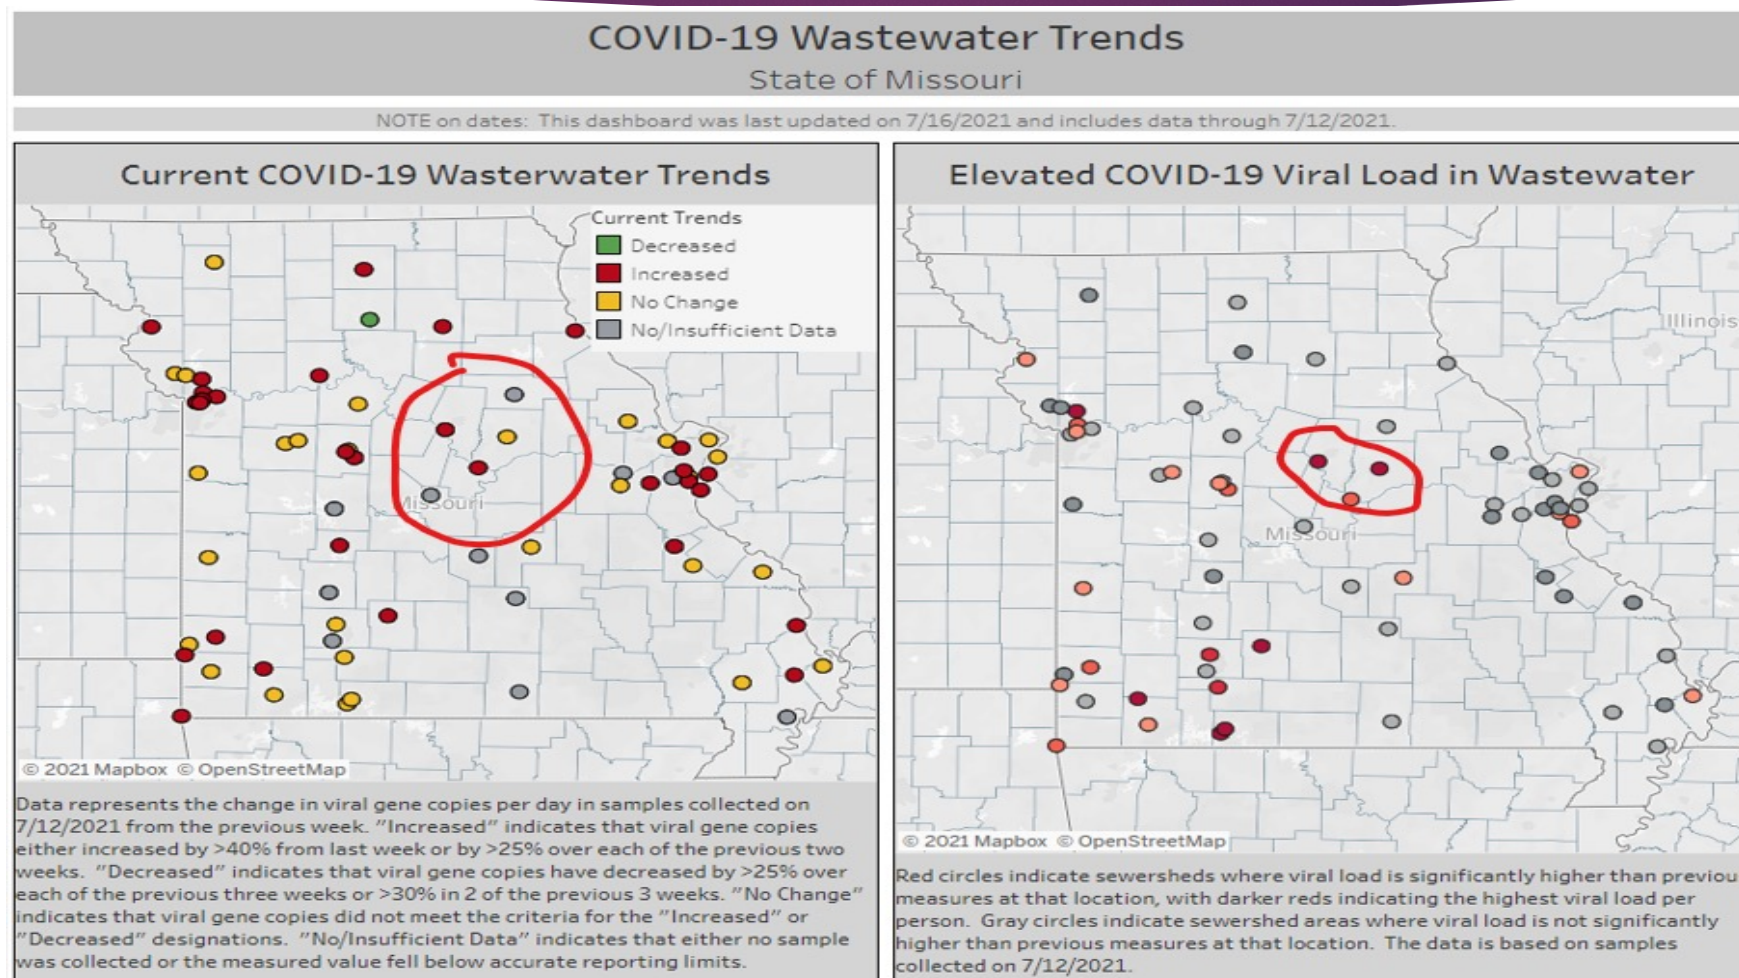 COVID-19 Wastewater Trends
State of Missouri
NOTE on dates: This dashboard was last updated on 7/16/2021 and includes data through 7/12/2021.
Current COVID-19 Wasterwater Trends
Current Trends
Decreased
Increased
No Change
No/Insufficient Data
Missouri
© 2021 Mapbox © OpenStreetMap
Data represents the change in viral gene copies per day in samples collected on
7/12/2021 from the previous week. "Increased" indicates that viral gene copies
either increased by >40% from last week or by >25% over each of the previous two
weeks. "Decreased" indicates that viral gene copies have decreased by >25% over
each of the previous three weeks or >30% in 2 of the previous 3 weeks. "No Change"
indicates that viral gene copies did not meet the criteria for the "Increased" or
"Decreased" designations. "No/Insufficient Data" indicates that either no sample
was collected or the measured value fell below accurate reporting limits.
Elevated COVID-19 Viral Load in Wastewater
Illinois
Missouri
© 2021 Mapbox © OpenStreetMap
Red circles indicate sewersheds where viral load is significantly higher than previou
measures at that location, with darker reds indicating the highest viral load per
person. Gray circles indicate sewershed areas where viral load is not significantly
higher than previous measures at that location. The data is based on samples
collected on 7/12/2021.